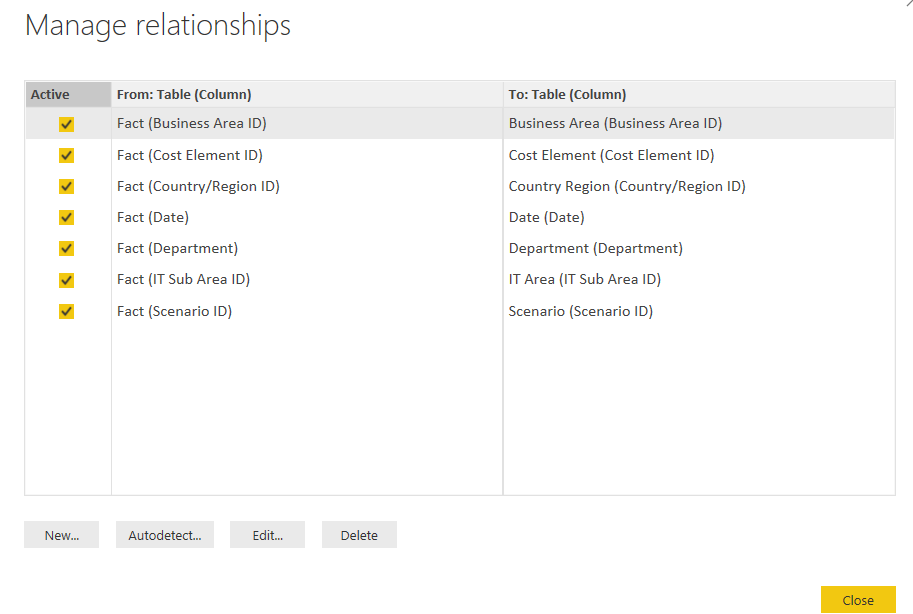 Manage relationships
Active From: Table (Column) To: Table (Column)
Fact (Business Area ID) Business Area (Business Area ID)
Fact (Cost Element ID) Cost Element (Cost Element ID)
Fact (Country/Region ID) Country Region (Country/Region ID)
Fact (Date) Date (Date)
Fact (Department) Department (Department)
Fact (IT Sub Area ID) IT Area (IT Sub Area ID)
Fact (Scenario ID) Scenario (Scenario ID)
New... Autodetect... Edit... Delete
Close